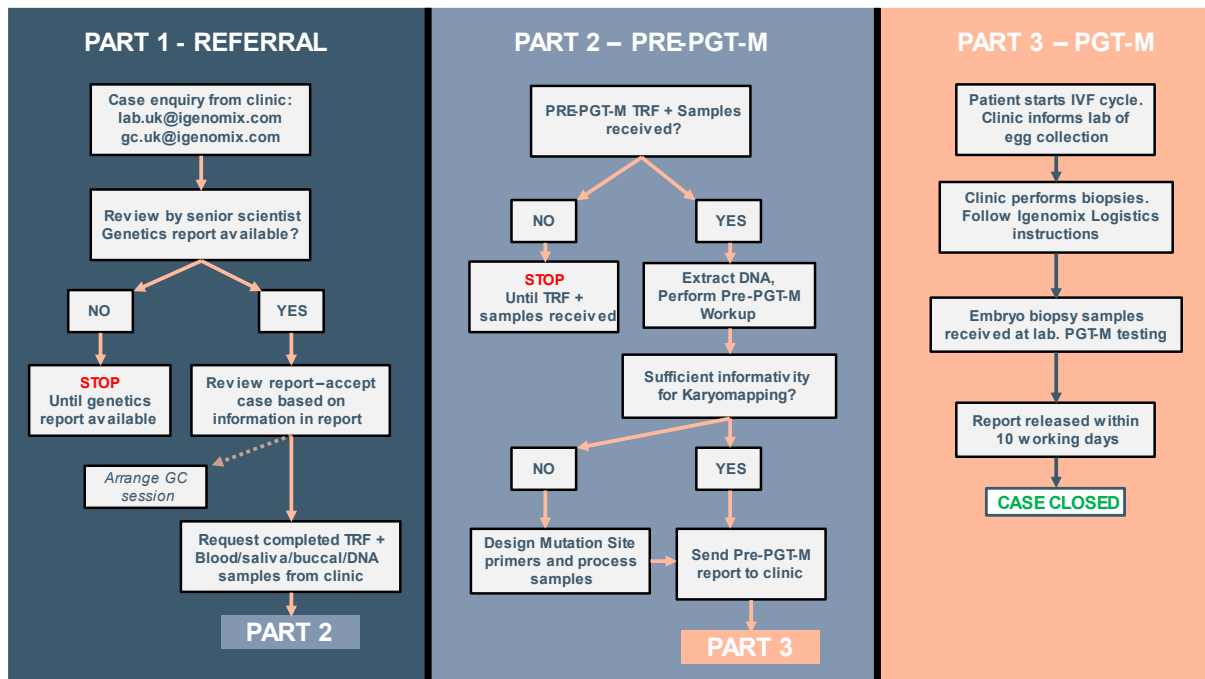 PART 1 - REFERRAL
Case enquiry from clinic:
lab.uk@igenomix.com
gc.uk@igenomix.com
Review by senior scientist
Genetics report available?
NO
YES
STOP
Until genetics
report available
Review report–accept
case based on
information in report
Arrange GC
session
Request completed TRF +
Blood/saliva/buccal/DNA
samples from clinic
PART 2
PART 2 – PRE-PGT-M
PRE-PGT-M TRF + Samples
received?
NO
YES
STOP
Until TRF +
samples received
Extract DNA,
Perform Pre-PGT-M
Workup
Sufficient informativity
for Karyomapping?
NO
YES
Design Mutation Site
primers and process
samples
Send Pre-PGT-M
report to clinic
PART 3
PART 3 – PGT-M
Patient starts IVF cycle.
Clinic informs lab of
egg collection
Clinic performs biopsies.
Follow Igenomix Logistics
instructions
Embryo biopsy samples
received at lab. PGT-M testing
Report released within
10 working days
CASE CLOSED